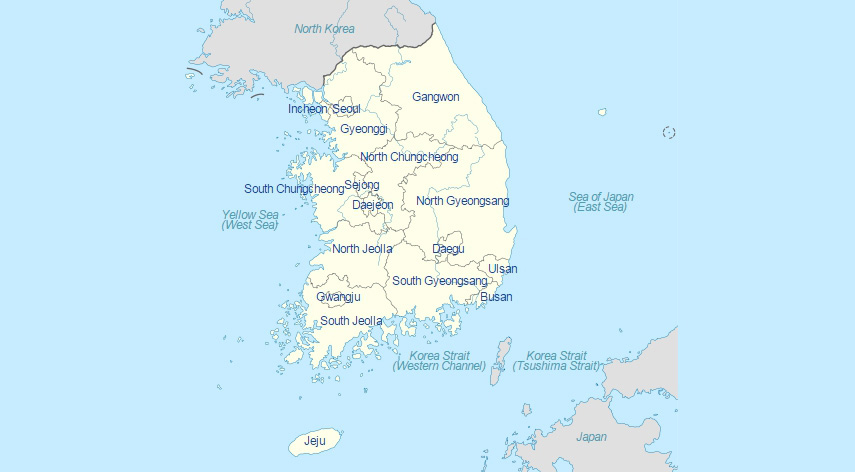 North Korea
Gangwon
Incheon
Seoul
Gyeonggi
North Chungcheong
South Chungcheong
Sejong
Daejeon
North Gyeongsang
Sea of Japan
(East Sea)
Yellow Sea
(West Sea)
North Jeolla
Daegu
Ulsan
South Gyeongsang
Gwangju
Busan
South Jeolla
Korea Strait
(Western Channel)
Korea Strait
(Tsushima Strait)
Jeju
Japan